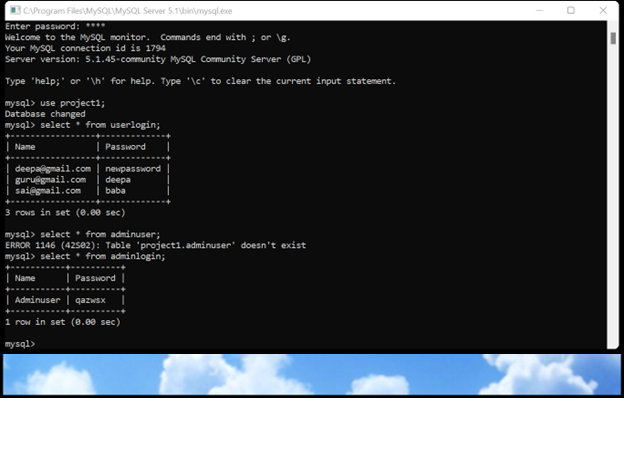 C:\Program Files\MySQL\MySQL Server 5.1\bin\mysql.exe
Enter password: ****
Welcome to the MySQL monitor.  Commands end with ; or \g.
Your MySQL connection id is 1794
Server version: 5.1.45-community MySQL Community Server (GPL)
Type 'help;' or '\h' for help. Type '\c' to clear the current input statement.
mysql> use project1;
Database changed
mysql> select * from userlogin;
+-----------------+-------------+
| Name            | Password    |
+-----------------+-------------+
| deepa@gmail.com | newpassword |
| guru@gmail.com  | deepa       |
| sai@gmail.com   | baba        |
+-----------------+-------------+
3 rows in set (0.00 sec)
mysql> select * from adminuser;
ERROR 1146 (42S02): Table 'project1.adminuser' doesn't exist
mysql> select * from adminlogin;
+-----------+----------+
| Name      | Password |
+-----------+----------+
| Adminuser | qazwsx   |
+-----------+----------+
1 row in set (0.00 sec)
mysql>